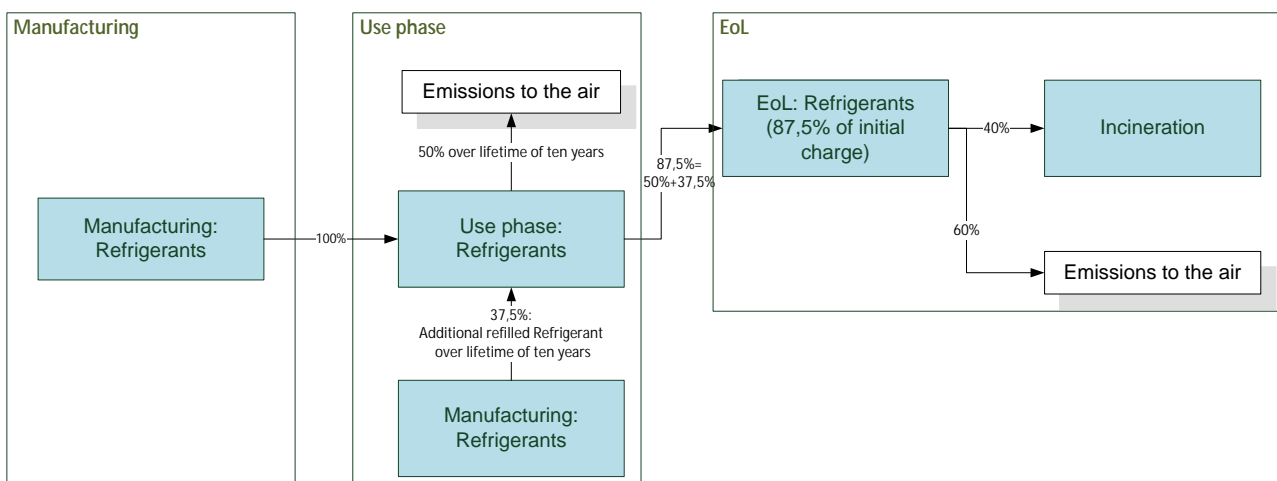 Manufacturing
Manufacturing:
Refrigerants
100%
Use phase
Emissions to the air
50% over lifetime of ten years
Use phase:
Refrigerants
37,5%:
Additional refilled Refrigerant
over lifetime of ten years
Manufacturing:
Refrigerants
87,5%=
50%+37,5%
EoL
EoL: Refrigerants
(87,5% of initial
charge)
40%
Incineration
60%
Emissions to the air